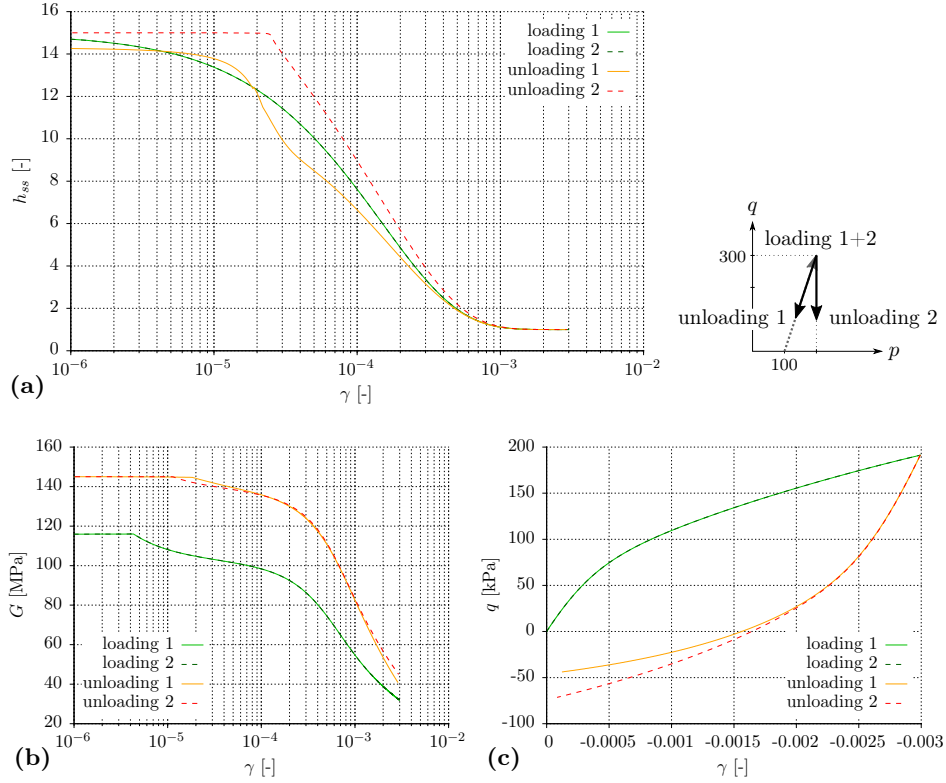 16
14
12
10
8
6
4
2
0
h_ss [-]
10^-6
10^-5
10^-4
10^-3
10^-2
γ [-]
loading 1
loading 2
unloading 1
unloading 2
(a)
q
loading 1+2
300
unloading 1
unloading 2
100
p
160
140
120
100
80
60
40
20
G [MPa]
loading 1
loading 2
unloading 1
unloading 2
10^-6
10^-5
10^-4
10^-3
10^-2
γ [-]
(b)
200
150
100
50
0
-50
-100
q [kPa]
loading 1
loading 2
unloading 1
unloading 2
0
-0.0005
-0.001
-0.0015
-0.002
-0.0025
-0.003
γ [-]
(c)